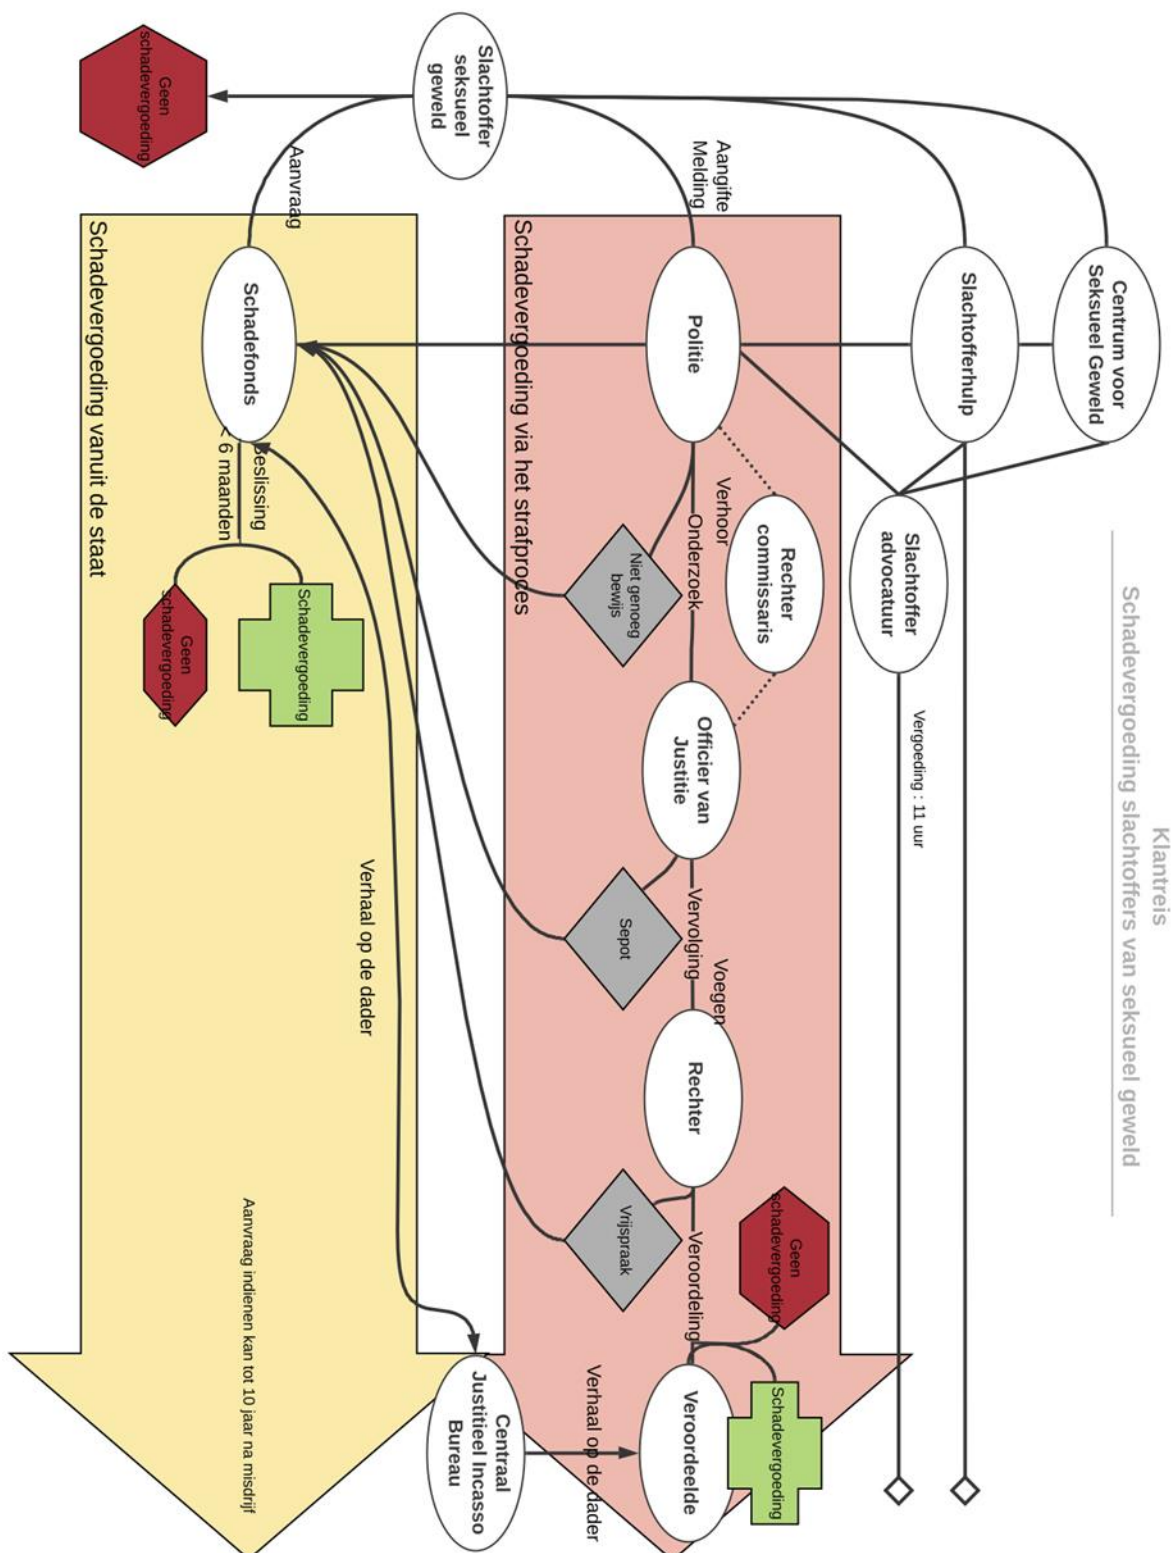 Klantreis
Schadevergoeding slachtoffers van seksueel geweld
Centrum voor
Seksueel Geweld
Slachtofferhulp
Slachtoffer
advocatuur
Vergoeding : 11 uur
Slachtoffer
seksueel
geweld
Aangifte
Melding
Politie
Verhoor
Rechter
commissaris
Onderzoek
Niet genoeg
bewijs
Officier van
Justitie
Vervolging
Sepot
Voegen
Rechter
Vrijspraak
Veroordeling
Geen
schadevergoeding
Schadevergoeding
Veroordeelde
Verhaal op de dader
Schadevergoeding via het strafproces
Centraal
Justitieel Incasso
Bureau
Geen
schadevergoeding
Aanvraag
Schadefonds
Beslissing
< 6 maanden
Schadevergoeding
Geen
schadevergoeding
Verhaal op de dader
Aanvraag indienen kan tot 10 jaar na misdrijf
Schadevergoeding vanuit de staat